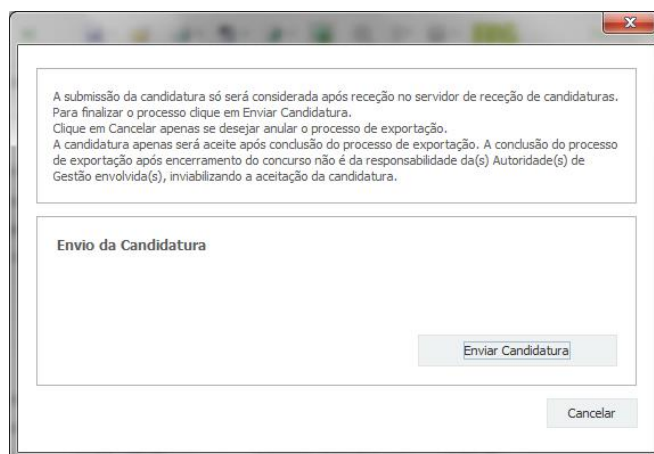 A submissão da candidatura só será considerada após receção no servidor de receção de candidaturas.
Para finalizar o processo clique em Enviar Candidatura.
Clique em Cancelar apenas se desejar anular o processo de exportação.
A candidatura apenas será aceite após conclusão do processo de exportação. A conclusão do processo
de exportação após encerramento do concurso não é da responsabilidade da(s) Autoridade(s) de
Gestão envolvida(s), inviabilizando a aceitação da candidatura.
Envio da Candidatura
Enviar Candidatura
Cancelar